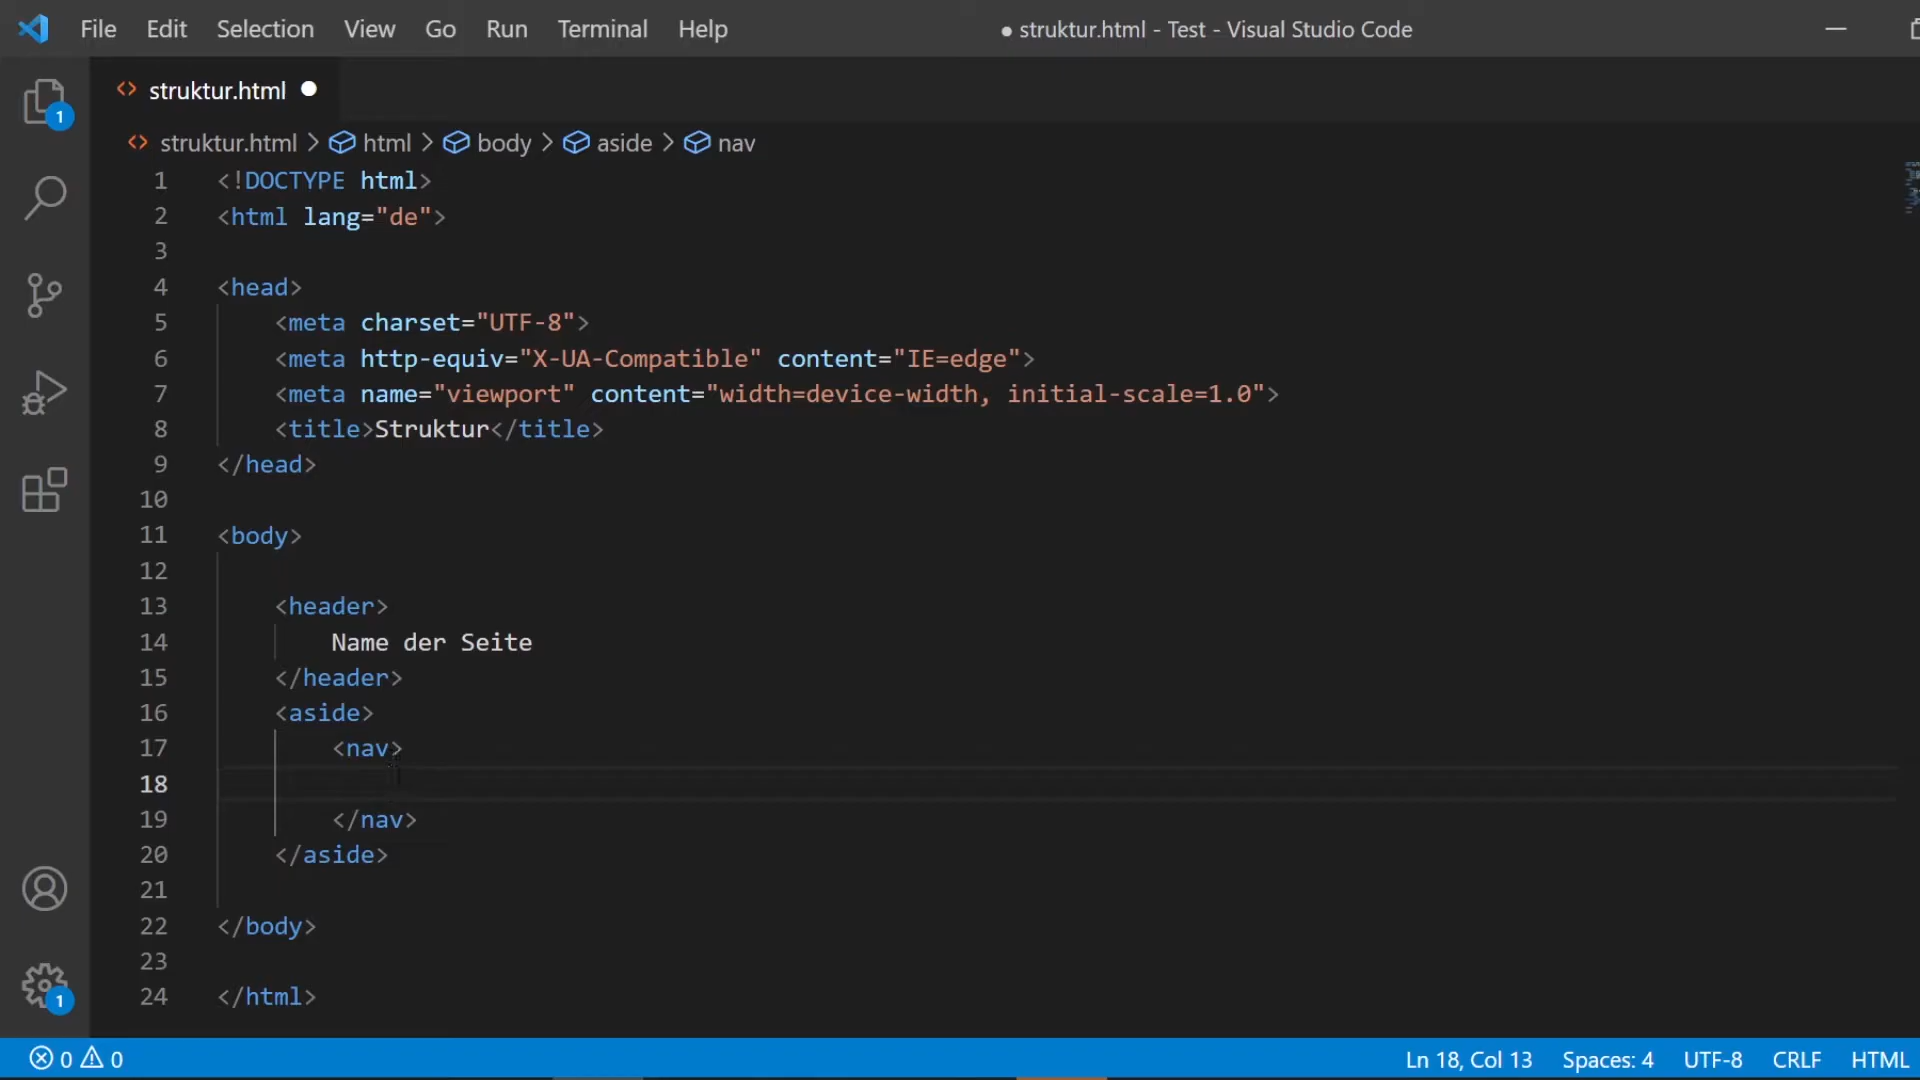 File Edit Selection View Go Run Terminal Help ● struktur.html - Test - Visual Studio Code
<> struktur.html ●
<> struktur.html > html > body > aside > nav
1 <!DOCTYPE html>
2 <html lang="de">
3
4 <head>
5     <meta charset="UTF-8">
6     <meta http-equiv="X-UA-Compatible" content="IE=edge">
7     <meta name="viewport" content="width=device-width, initial-scale=1.0">
8     <title>Struktur</title>
9 </head>
10
11 <body>
12
13     <header>
14         Name der Seite
15     </header>
16     <aside>
17         <nav>
18
19         </nav>
20     </aside>
21
22 </body>
23
24 </html>
1
1
0 0 Ln 18, Col 13 Spaces: 4 UTF-8 CRLF HTML